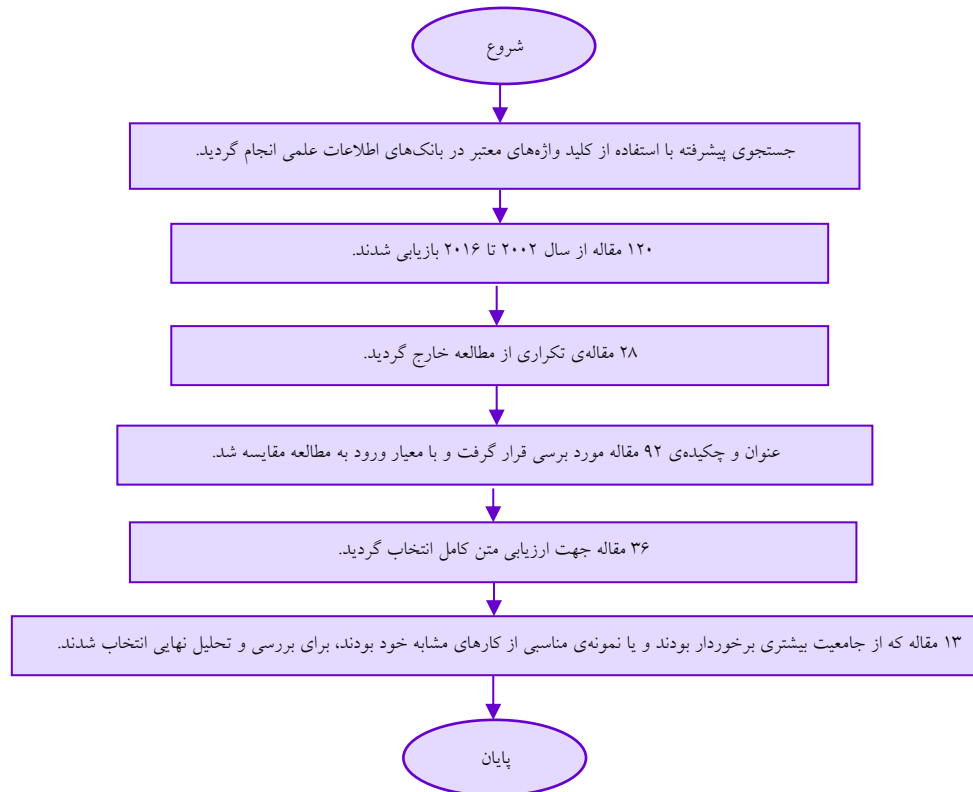 شروع
جستجوی پیشرفته با استفاده از کلید واژه‌های معتبر در بانک‌های اطلاعات علمی انجام گردید.
۱۲۰ مقاله از سال ۲۰۰۲ تا ۲۰۱۶ بازیابی شدند.
۲۸ مقاله‌ی تکراری از مطالعه خارج گردید.
عنوان و چکیده‌ی ۹۲ مقاله مورد برسی قرار گرفت و با معیار ورود به مطالعه مقایسه شد.
۳۶ مقاله جهت ارزیابی متن کامل انتخاب گردید.
۱۳ مقاله که از جامعیت بیشتری برخوردار بودند و یا نمونه‌ی مناسبی از کارهای مشابه خود بودند، برای بررسی و تحلیل نهایی انتخاب شدند.
پایان